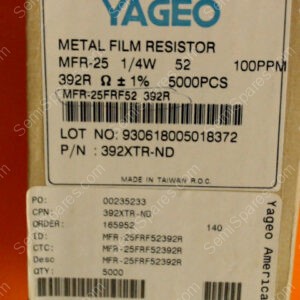 YAGEO
METAL FILM RESISTOR
MFR-25 1/4W 52 100PPM
392R Ω ± 1% 5000PCS
MFR-25FRF52 392R
LOT NO: 930618005018372
P/N : 392XTR-ND
MADE IN TAIWAN R.O.C.
PO: 00235233
CPN: 392XTR-ND
ORDER: 165952 140
ID: MFR-25FRF52392R
CTC: MFR-25FRF52392R
Desc MFR-25FRF52392R
QTY: 5000
Yageo America